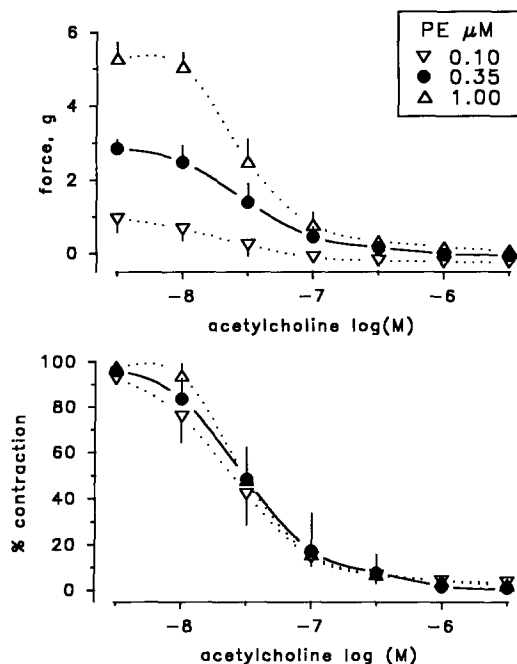 PE μM
▽ 0.10
● 0.35
△ 1.00
6
4
2
0
force, g
−8 −7 −6
acetylcholine log(M)
100
80
60
40
20
0
% contraction
−8 −7 −6
acetylcholine log (M)